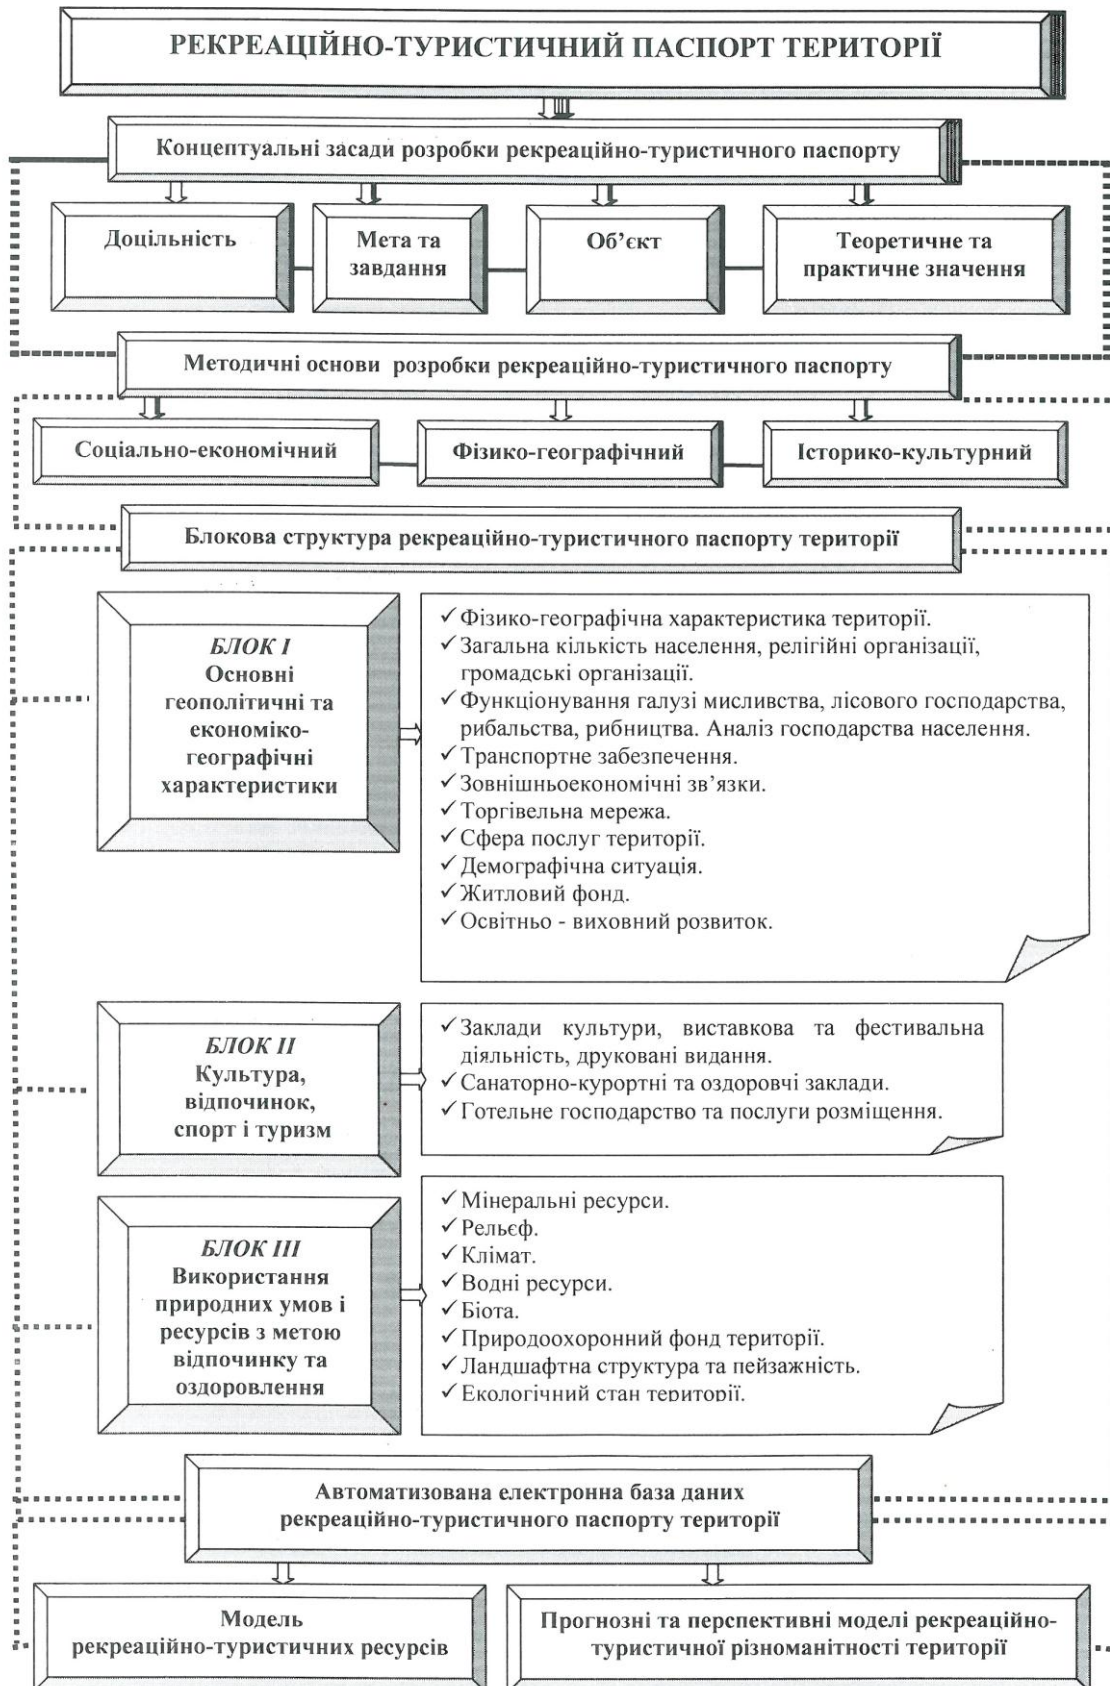 РЕКРЕАЦІЙНО-ТУРИСТИЧНИЙ ПАСПОРТ ТЕРИТОРІЇ
Концептуальні засади розробки рекреаційно-туристичного паспорту
Доцільність
Мета та
завдання
Об’єкт
Теоретичне та
практичне значення
Методичні основи розробки рекреаційно-туристичного паспорту
Соціально-економічний
Фізико-географічний
Історико-культурний
Блокова структура рекреаційно-туристичного паспорту території
БЛОК I
Основні
геополітичні та
економіко-
географічні
характеристики
✓ Фізико-географічна характеристика території.
✓ Загальна кількість населення, релігійні організації,
громадські організації.
✓ Функціонування галузі мисливства, лісового господарства,
рибальства, рибництва. Аналіз господарства населення.
✓ Транспортне забезпечення.
✓ Зовнішньоекономічні зв’язки.
✓ Торгівельна мережа.
✓ Сфера послуг території.
✓ Демографічна ситуація.
✓ Житловий фонд.
✓ Освітньо - виховний розвиток.
БЛОК II
Культура,
відпочинок,
спорт і туризм
✓ Заклади культури, виставкова та фестивальна
діяльність, друковані видання.
✓ Санаторно-курортні та оздоровчі заклади.
✓ Готельне господарство та послуги розміщення.
БЛОК III
Використання
природних умов і
ресурсів з метою
відпочинку та
оздоровлення
✓ Мінеральні ресурси.
✓ Рельєф.
✓ Клімат.
✓ Водні ресурси.
✓ Біота.
✓ Природоохоронний фонд території.
✓ Ландшафтна структура та пейзажність.
✓ Екологічний стан території.
Автоматизована електронна база даних
рекреаційно-туристичного паспорту території
Модель
рекреаційно-туристичних ресурсів
Прогнозні та перспективні моделі рекреаційно-
туристичної різноманітності території